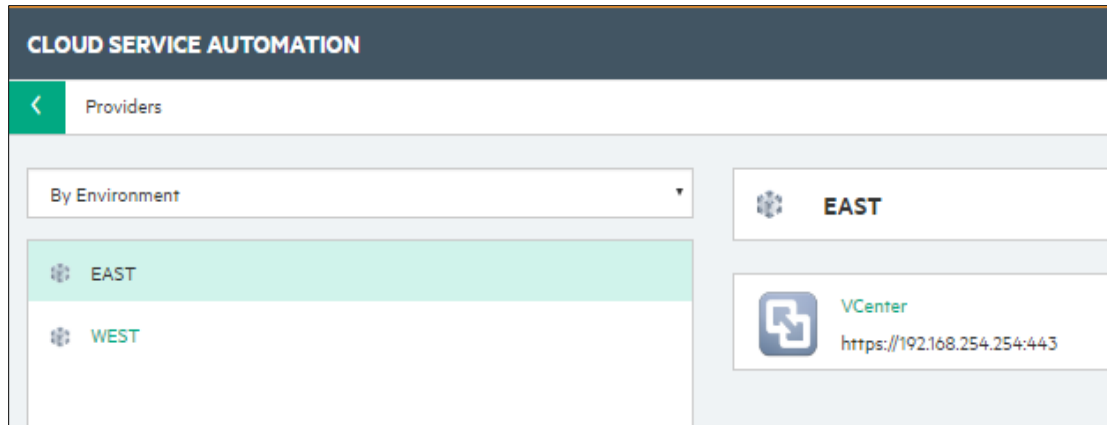 CLOUD SERVICE AUTOMATION
Providers
By Environment
EAST
WEST
EAST
VCenter
https://192.168.254.254:443